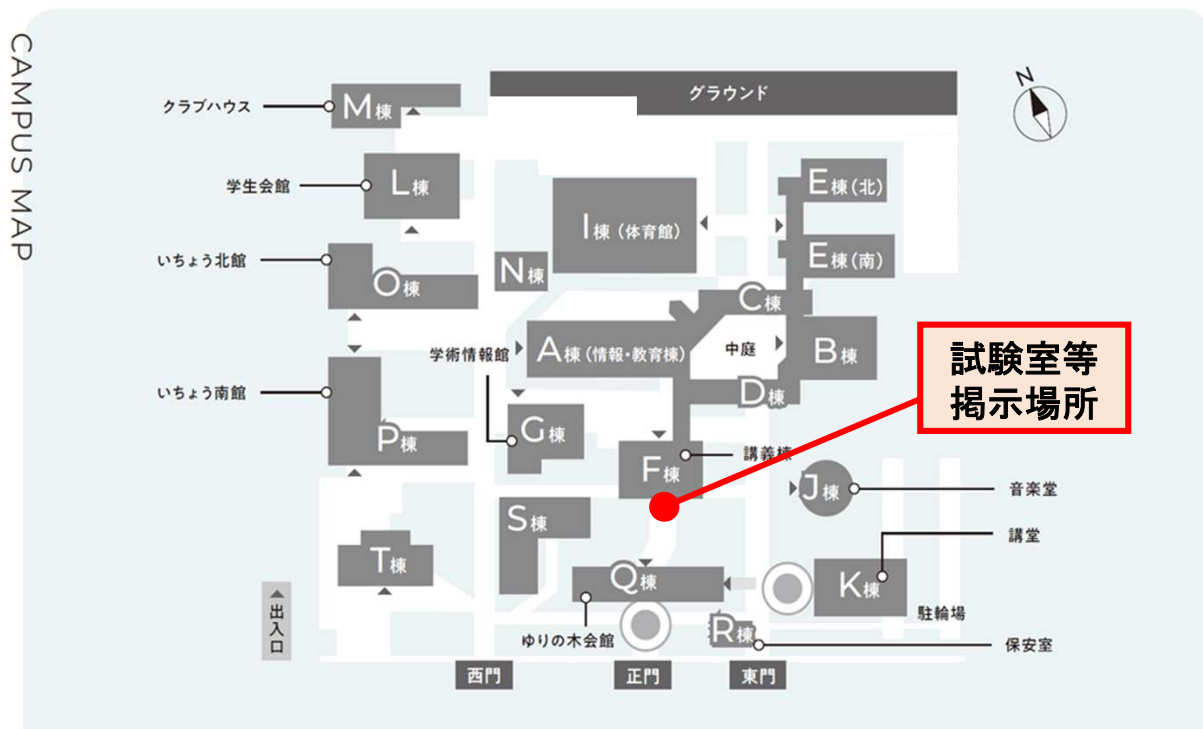 CAMPUS MAP
グラウンド
N
クラブハウス
M棟
学生会館
L棟
E棟(北)
I棟(体育館)
E棟(南)
いちょう北館
O棟
N棟
C棟
学術情報館
A棟(情報・教育棟)
中庭
B棟
試験室等
掲示場所
いちょう南館
D棟
P棟
G棟
講義棟
F棟
J棟
音楽堂
S棟
講堂
T棟
Q棟
K棟
駐輪場
▲出入口
ゆりの木会館
R棟
保安室
西門
正門
東門